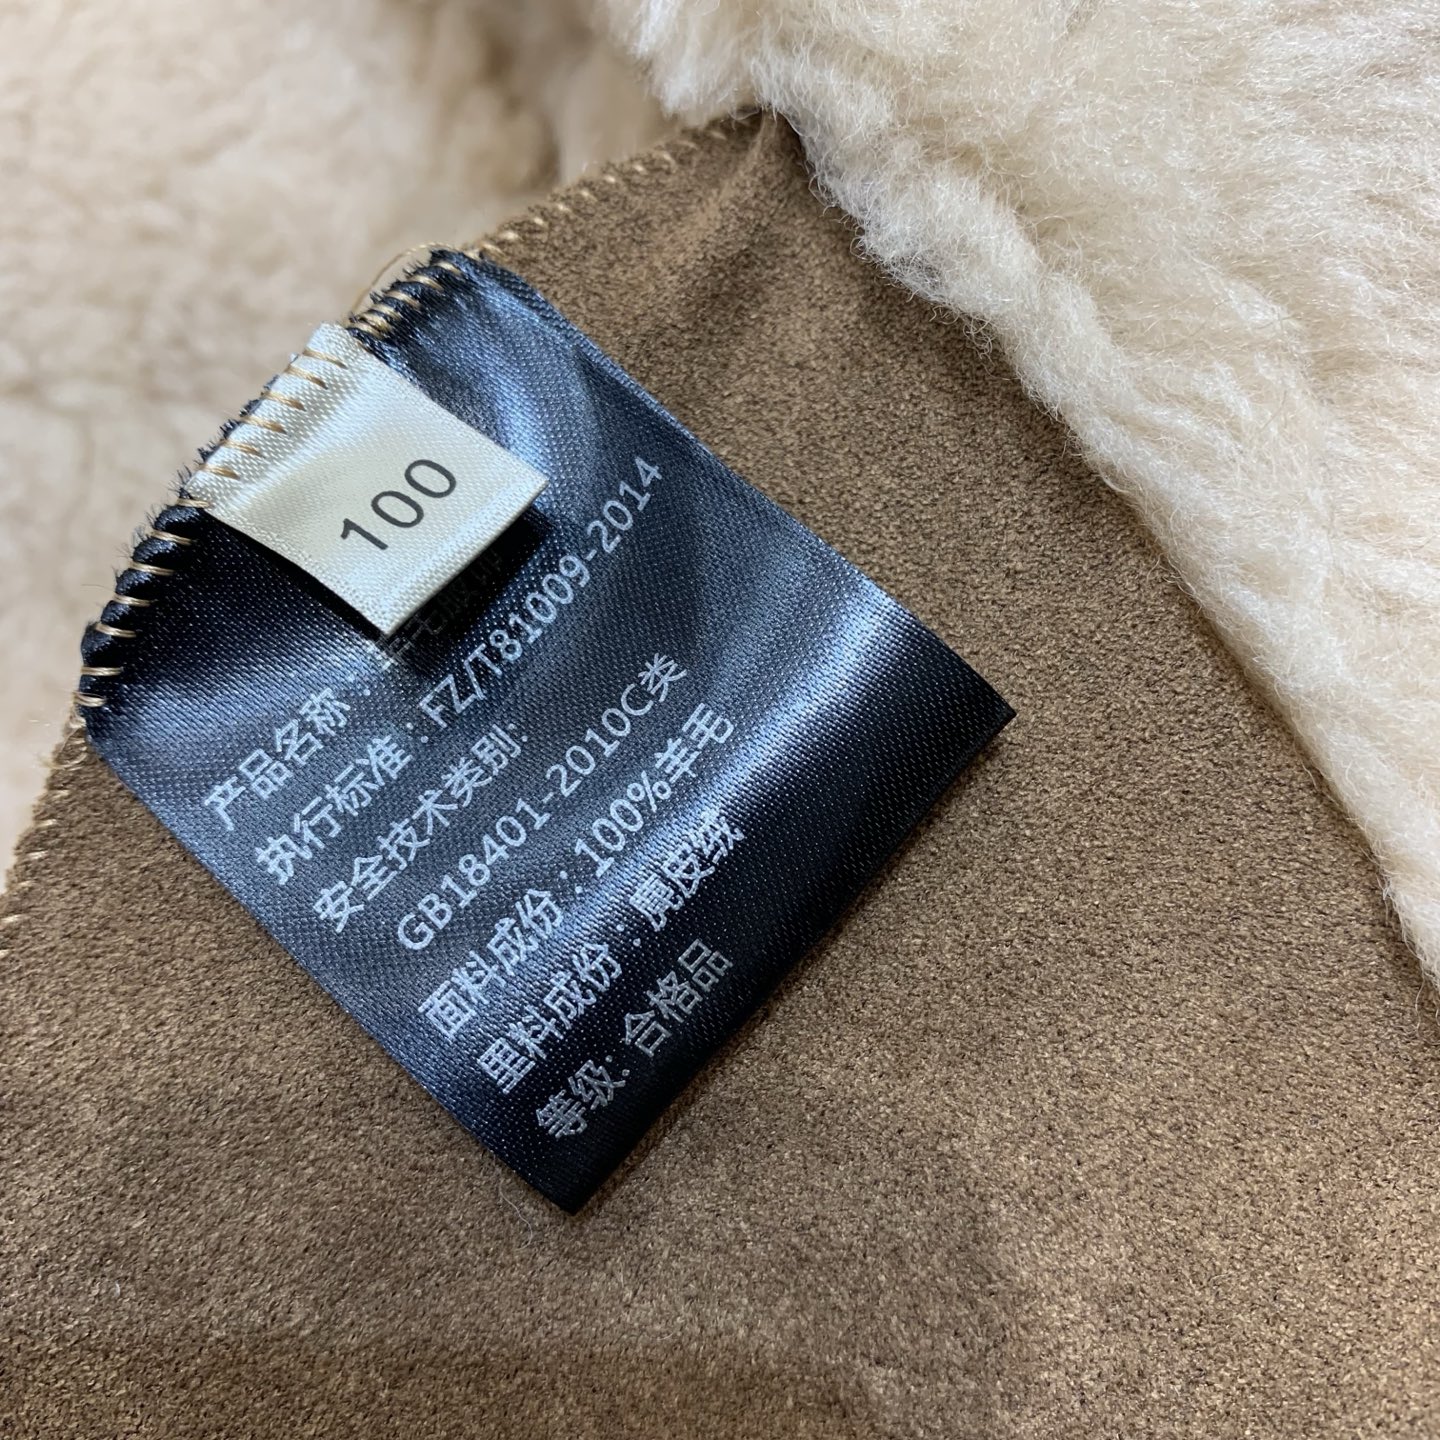 100
产品名称:
执行标准:FZ/T81009-2014
安全技术类别:
GB18401-2010C类
面料成份:100%羊毛
里料成份:麂皮绒
等级:合格品